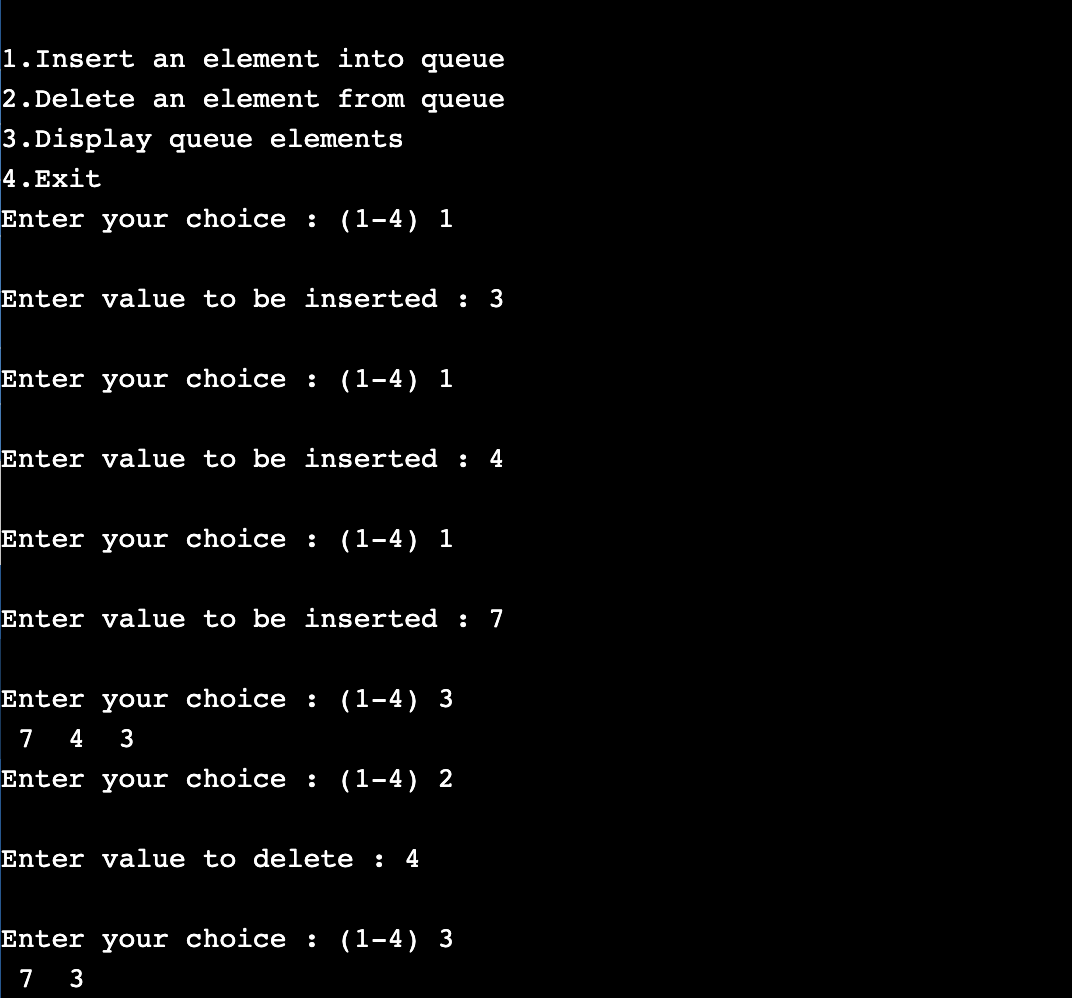 1.Insert an element into queue
2.Delete an element from queue
3.Display queue elements
4.Exit
Enter your choice : (1-4) 1
Enter value to be inserted : 3
Enter your choice : (1-4) 1
Enter value to be inserted : 4
Enter your choice : (1-4) 1
Enter value to be inserted : 7
Enter your choice : (1-4) 3
7 4 3
Enter your choice : (1-4) 2
Enter value to delete : 4
Enter your choice : (1-4) 3
7 3